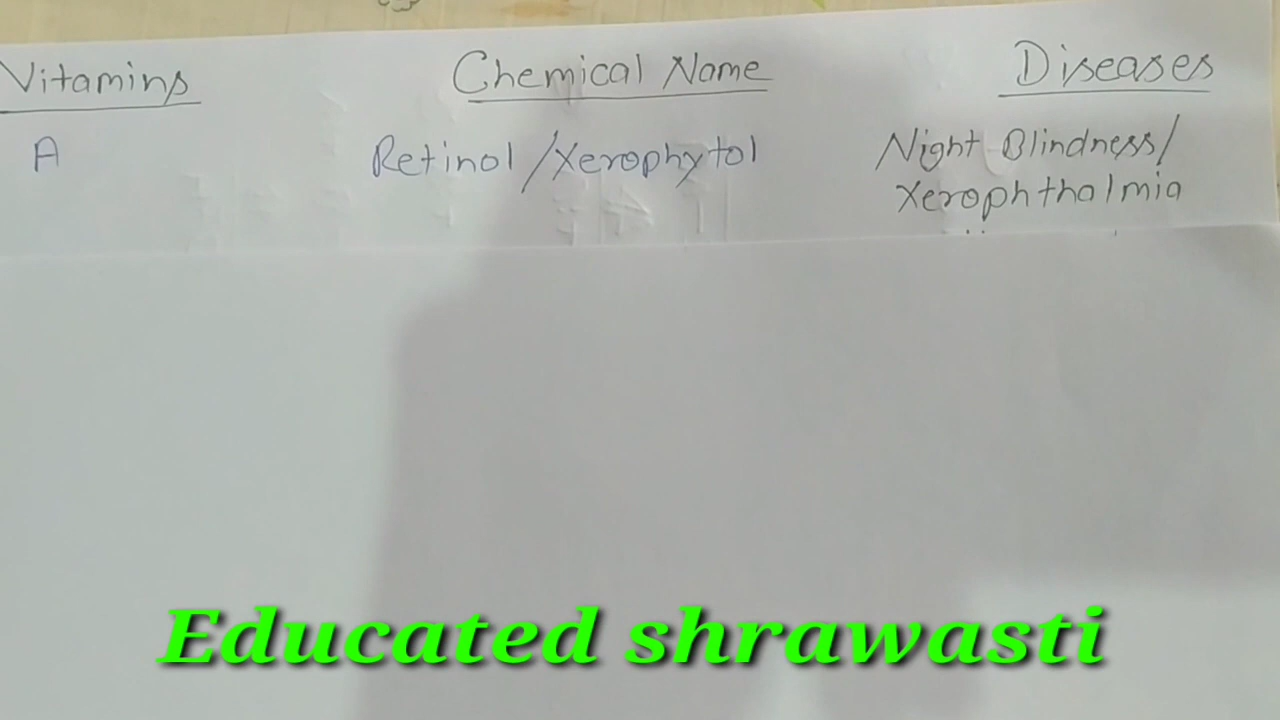 Vitamins Chemical Name Diseases
A Retinol /Xerophytol Night Blindness/
Xerophthalmia
Educated shrawasti